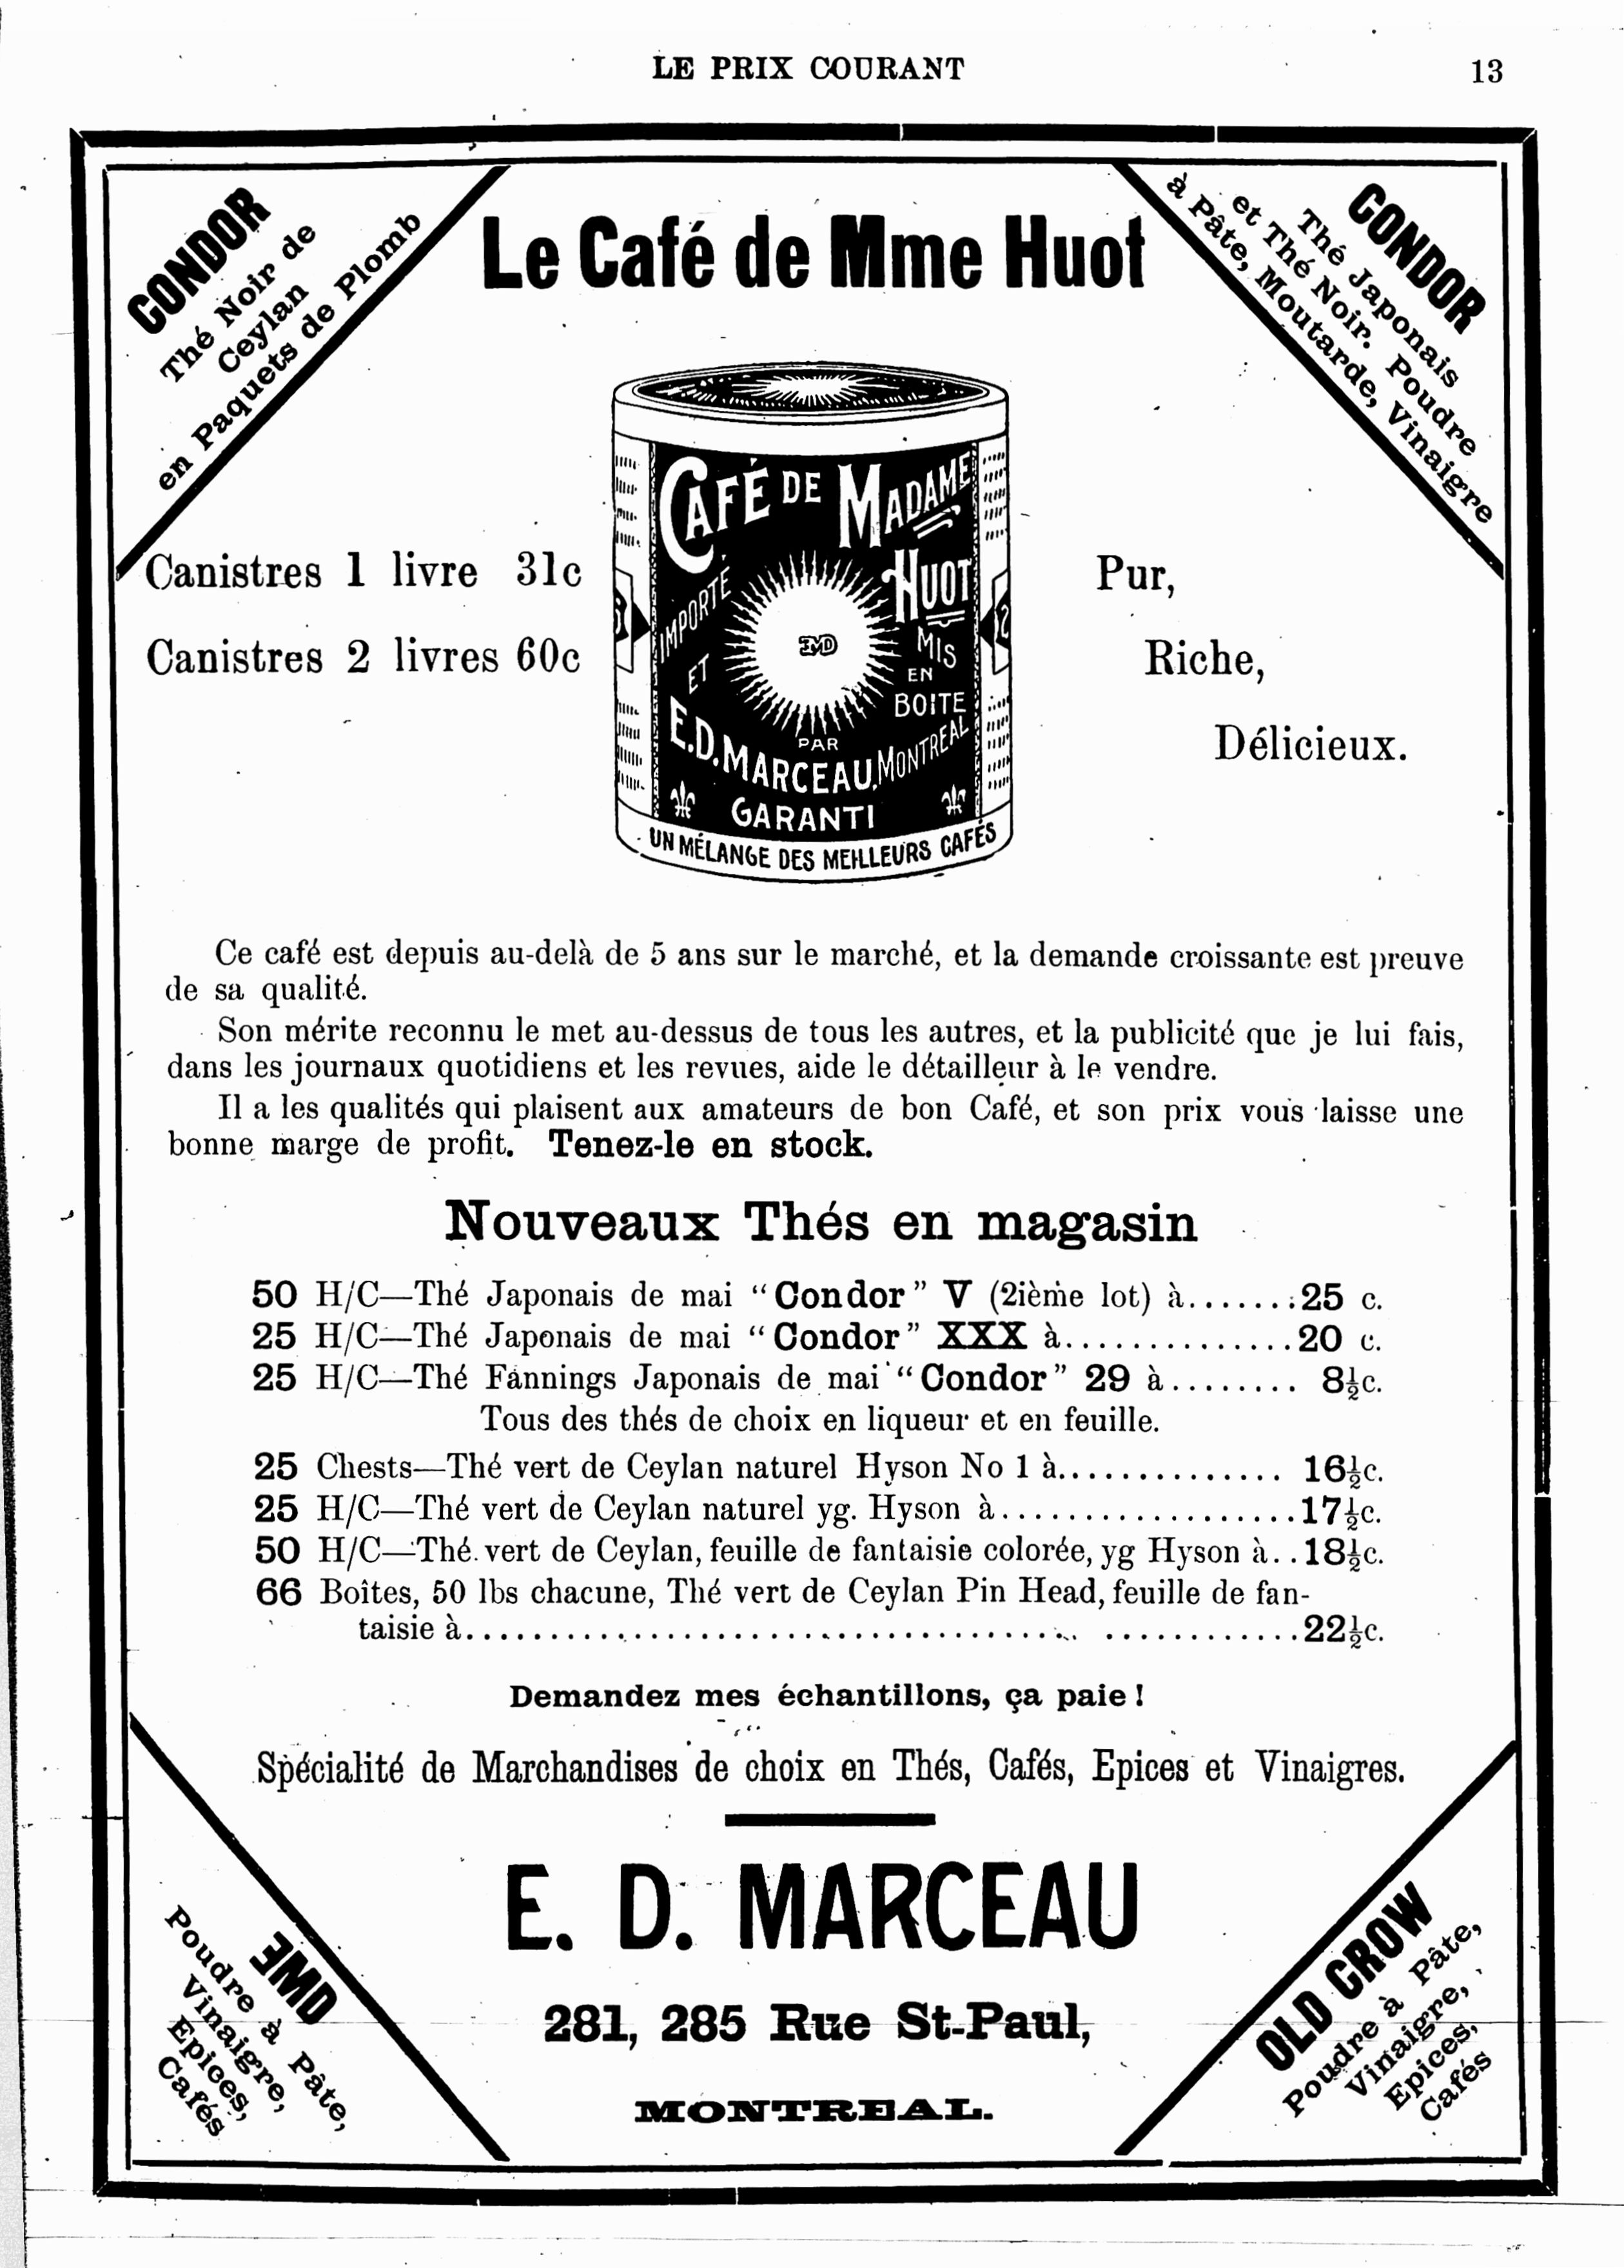 LE PRIX COURANT
13
CONDOR
Thé Noir de
Ceylan
en Paquets de Plomb
Le Café de Mme Huot
CONDOR
Thé Japonais
et Thé Noir. Poudre
à Pâte, Moutarde, Vinaigre
Canistres 1 livre 31c
Canistres 2 livres 60c
CAFÉ DE MADAME
HUOT
IMPORTÉ
ET
EMD
MIS
EN
BOITE
PAR
E.D. MARCEAU, MONTREAL
GARANTI
UN MÉLANGE DES MEILLEURS CAFÉS
Pur,
Riche,
Délicieux.
Ce café est depuis au-delà de 5 ans sur le marché, et la demande croissante est preuve
de sa qualité.
Son mérite reconnu le met au-dessus de tous les autres, et la publicité que je lui fais,
dans les journaux quotidiens et les revues, aide le détailleur à le vendre.
Il a les qualités qui plaisent aux amateurs de bon Café, et son prix vous laisse une
bonne marge de profit. Tenez-le en stock.
Nouveaux Thés en magasin
50 H/C—Thé Japonais de mai “Condor” V (2ième lot) à.......25 c.
25 H/C—Thé Japonais de mai “Condor” XXX à..............20 c.
25 H/C—Thé Fannings Japonais de mai “Condor” 29 à........ 8½c.
Tous des thés de choix en liqueur et en feuille.
25 Chests—Thé vert de Ceylan naturel Hyson No 1 à.............. 16½c.
25 H/C—Thé vert de Ceylan naturel yg. Hyson à..................17½c.
50 H/C—Thé vert de Ceylan, feuille de fantaisie colorée, yg Hyson à..18½c.
66 Boîtes, 50 lbs chacune, Thé vert de Ceylan Pin Head, feuille de fan-
taisie à..................................................22½c.
Demandez mes échantillons, ça paie !
Spécialité de Marchandises de choix en Thés, Cafés, Epices et Vinaigres.
E. D. MARCEAU
281, 285 Rue St-Paul,
MONTREAL.
EMD
Poudre à Pâte,
Vinaigre,
Epices,
Cafés
OLD CROW
Poudre à Pâte,
Vinaigre,
Epices,
Cafés